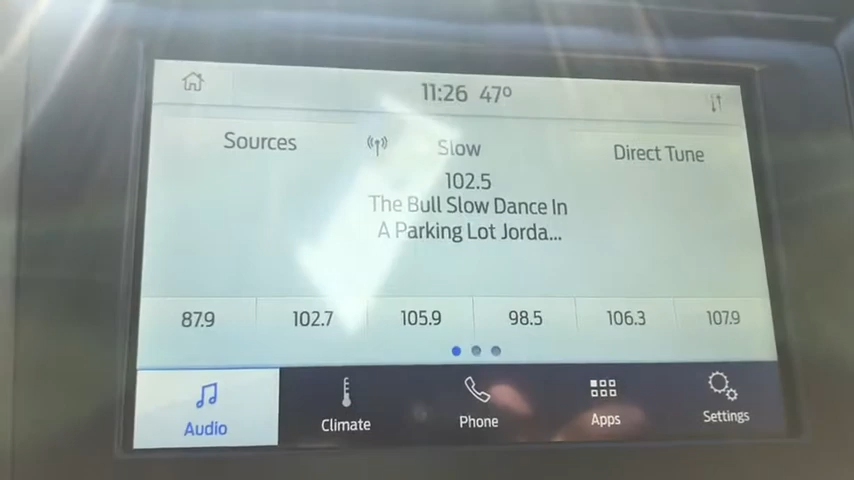 11:26 47º
Sources
Slow
Direct Tune
102.5
The Bull Slow Dance In
A Parking Lot Jorda...
87.9 102.7 105.9 98.5 106.3 107.9
Audio Climate Phone Apps Settings